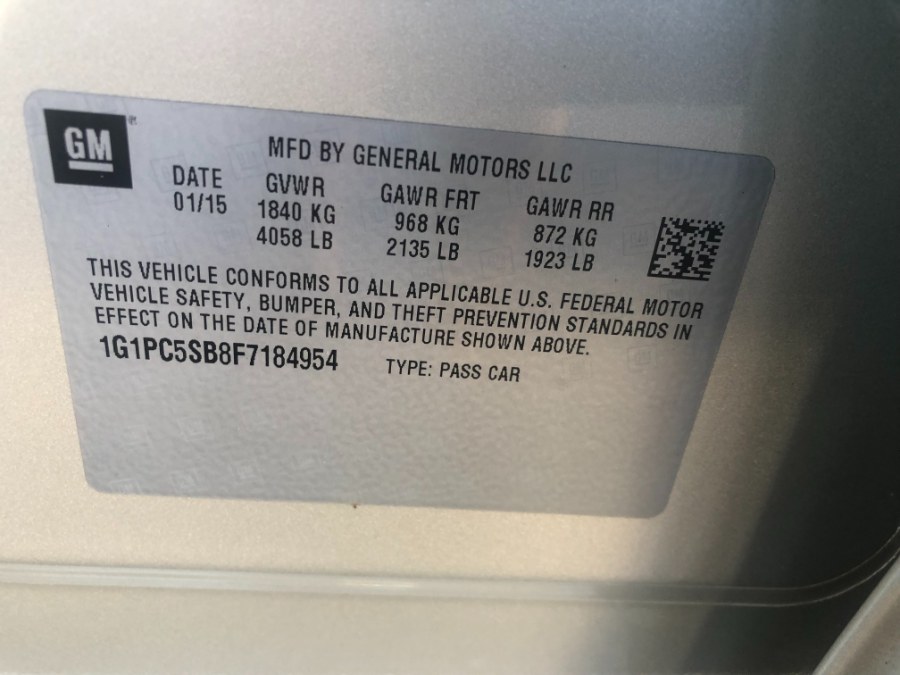 GM
MFD BY GENERAL MOTORS LLC
DATE GVWR GAWR FRT GAWR RR
01/15 1840 KG 968 KG 872 KG
4058 LB 2135 LB 1923 LB
THIS VEHICLE CONFORMS TO ALL APPLICABLE U.S. FEDERAL MOTOR
VEHICLE SAFETY, BUMPER, AND THEFT PREVENTION STANDARDS IN
EFFECT ON THE DATE OF MANUFACTURE SHOWN ABOVE.
1G1PC5SB8F7184954 TYPE: PASS CAR